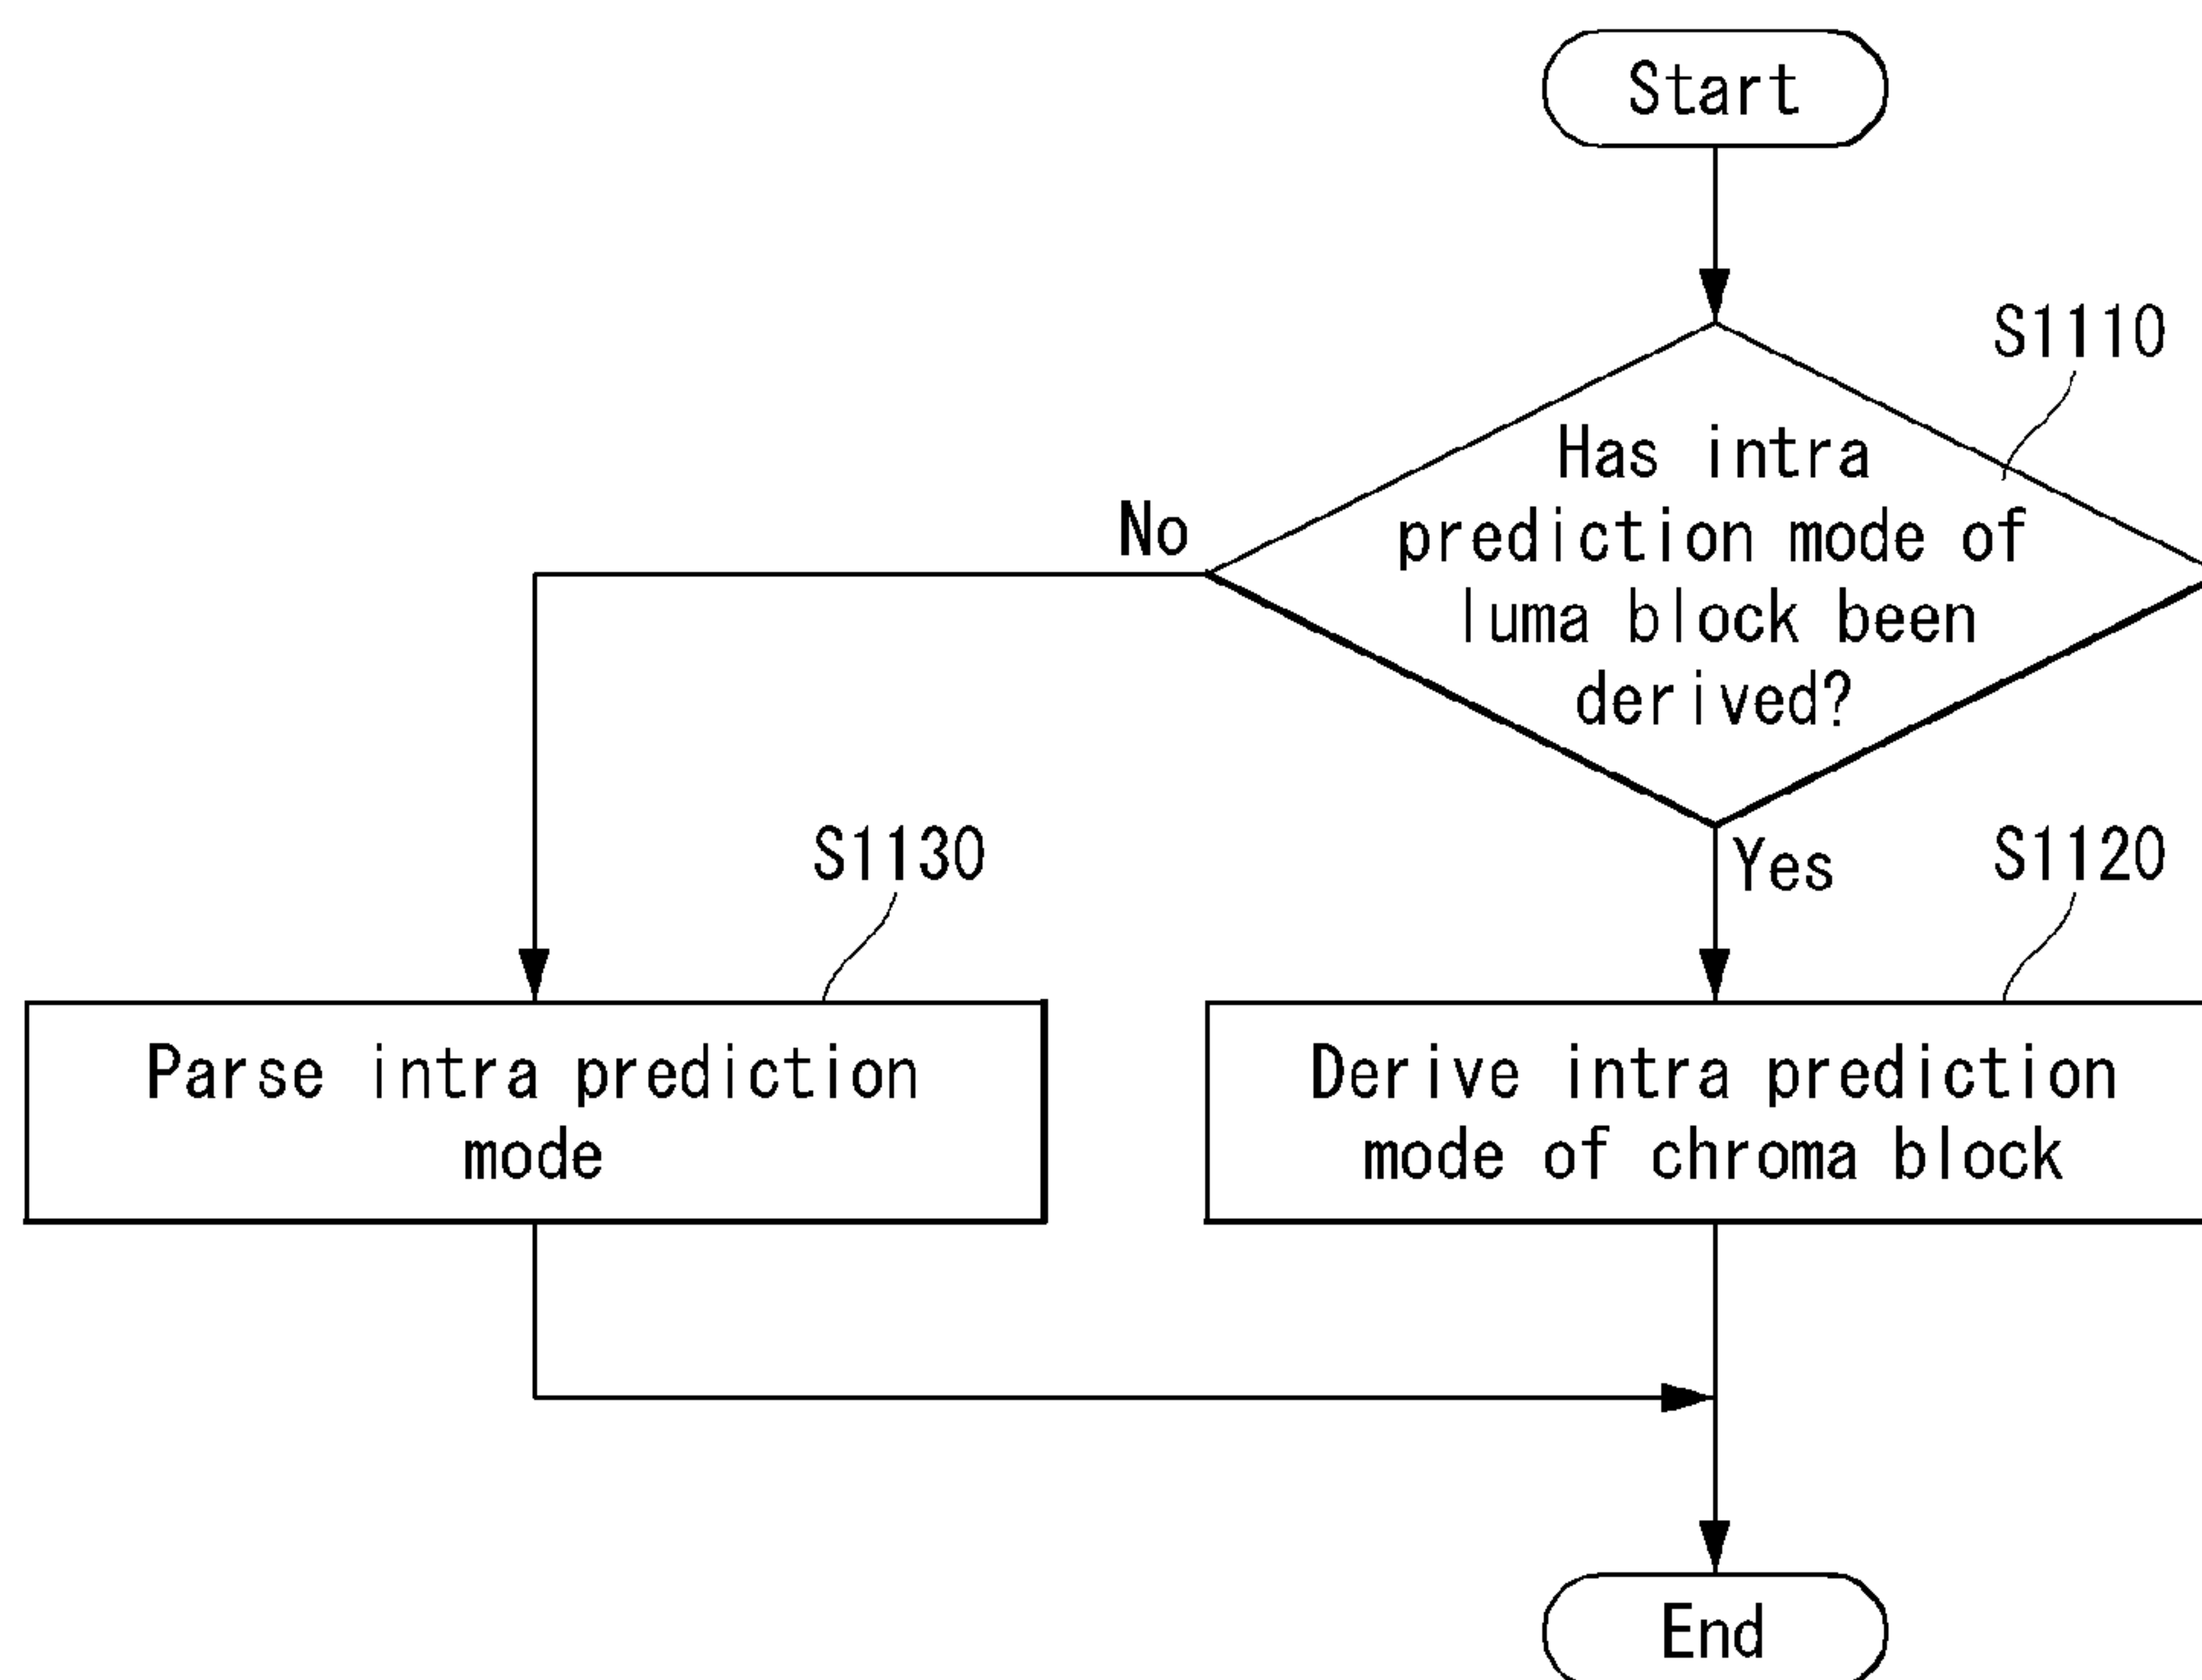 Start
S1110
Has intra
prediction mode of
luma block been
derived?
No
Yes
S1130
S1120
Parse intra prediction
mode
Derive intra prediction
mode of chroma block
End